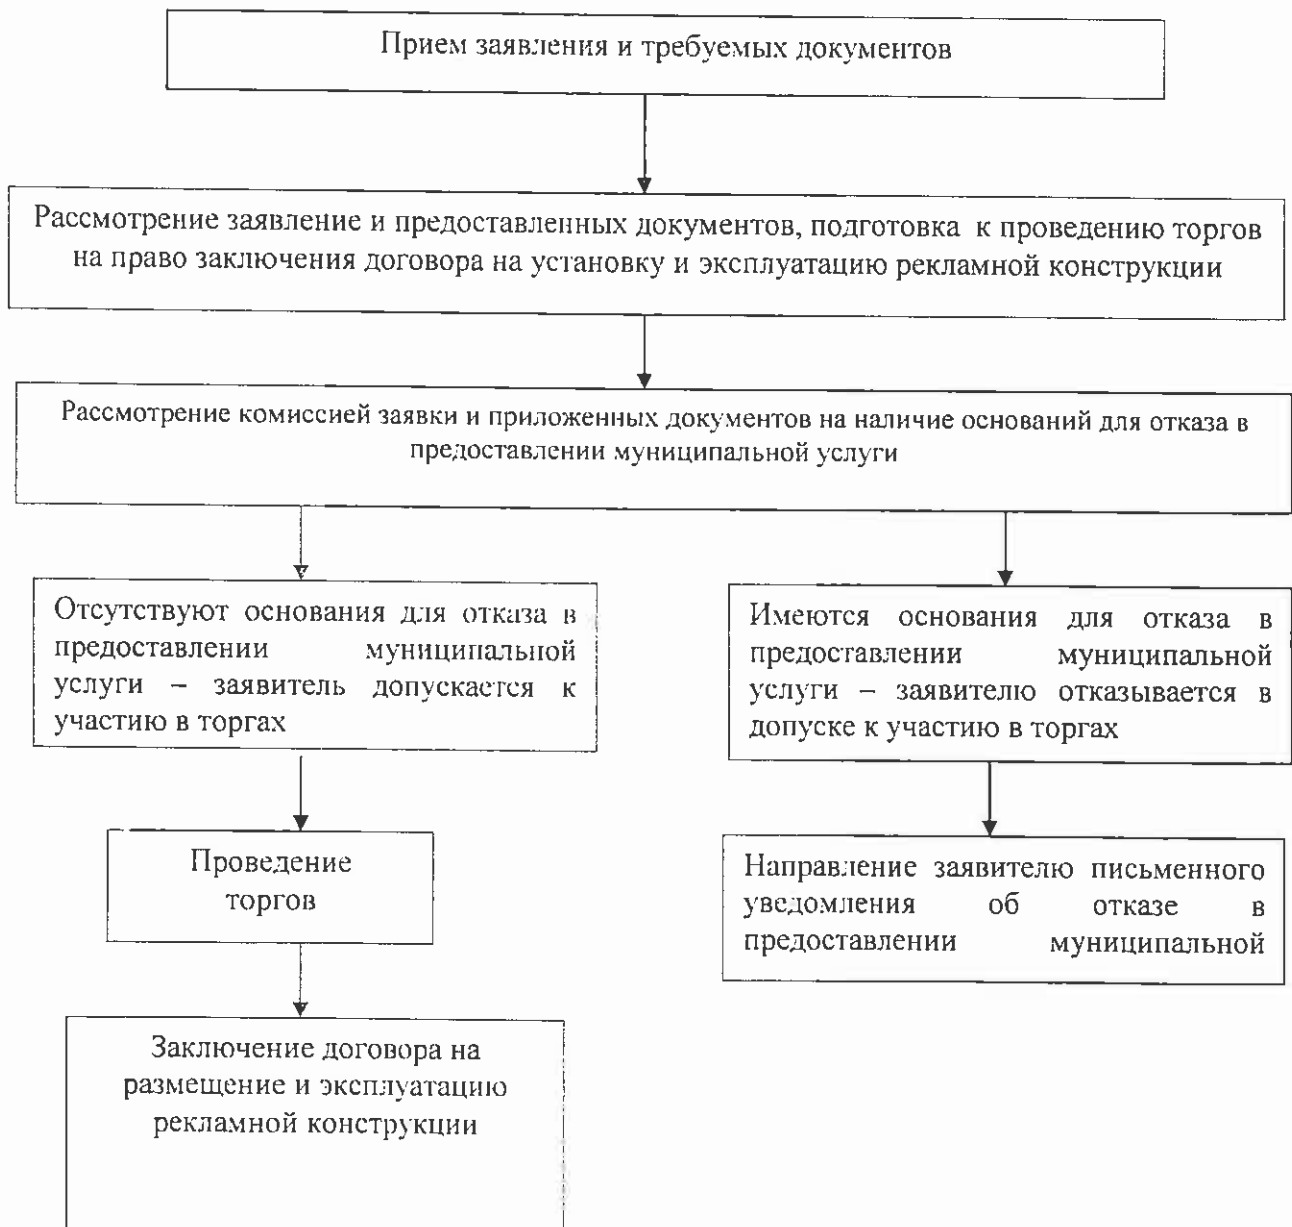 Прием заявления и требуемых документов
Рассмотрение заявление и предоставленных документов, подготовка к проведению торгов
на право заключения договора на установку и эксплуатацию рекламной конструкции
Рассмотрение комиссией заявки и приложенных документов на наличие оснований для отказа в
предоставлении муниципальной услуги
Отсутствуют основания для отказа в
предоставлении муниципальной
услуги – заявитель допускается к
участию в торгах
Имеются основания для отказа в
предоставлении муниципальной
услуги – заявителю отказывается в
допуске к участию в торгах
Проведение
торгов
Направление заявителю письменного
уведомления об отказе в
предоставлении муниципальной
Заключение договора на
размещение и эксплуатацию
рекламной конструкции